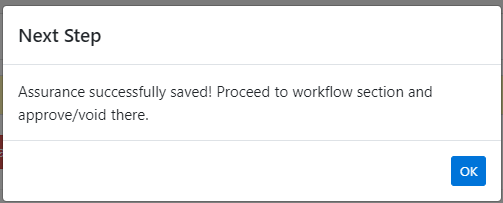 Next Step
Assurance successfully saved! Proceed to workflow section and
approve/void there.
OK